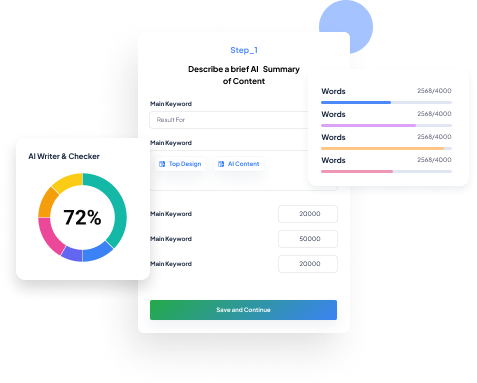 Step_1
Describe a brief AI Summary
of Content
Main Keyword
Result For
Main Keyword
Top Design
AI Content
Main Keyword
20000
Main Keyword
50000
Main Keyword
20000
Save and Continue
AI Writer & Checker
72%
Words
2568/4000
Words
2568/4000
Words
2568/4000
Words
2568/4000